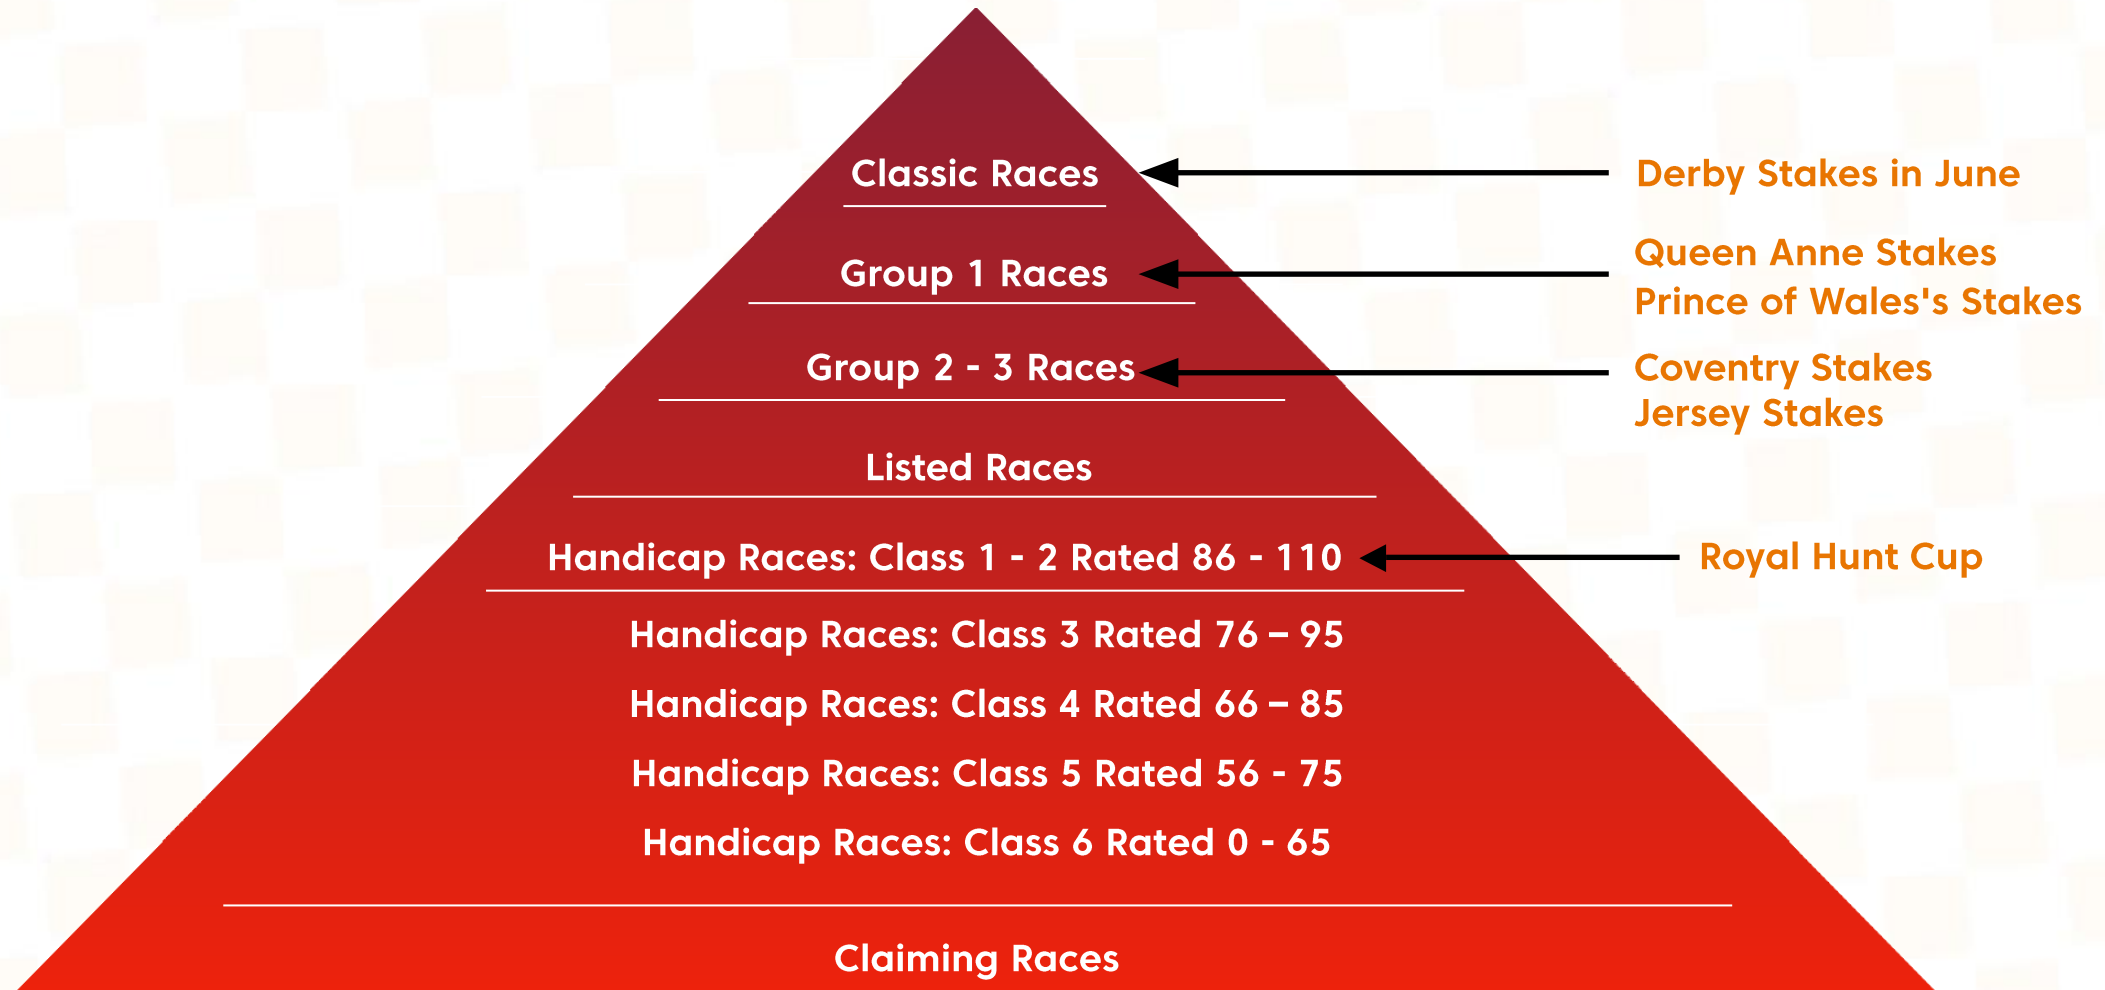 Classic Races
Derby Stakes in June
Group 1 Races
Queen Anne Stakes
Prince of Wales's Stakes
Group 2 - 3 Races
Coventry Stakes
Jersey Stakes
Listed Races
Handicap Races: Class 1 - 2 Rated 86 - 110
Royal Hunt Cup
Handicap Races: Class 3 Rated 76 – 95
Handicap Races: Class 4 Rated 66 – 85
Handicap Races: Class 5 Rated 56 - 75
Handicap Races: Class 6 Rated 0 - 65
Claiming Races